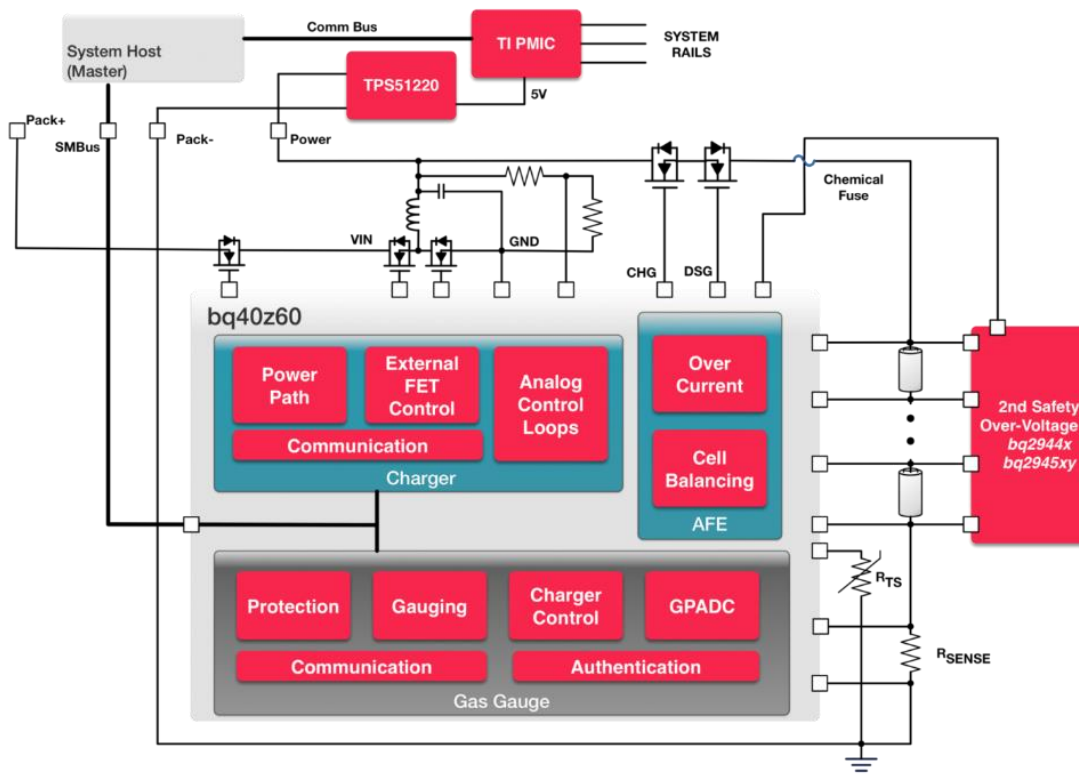 Comm Bus
System Host
(Master)
TI PMIC
SYSTEM
RAILS
TPS51220
5V
Pack+
SMBus
Pack-
Power
Chemical
Fuse
VIN
GND
CHG
DSG
bq40z60
Power
Path
External
FET
Control
Analog
Control
Loops
Communication
Charger
Over
Current
Cell
Balancing
AFE
2nd Safety
Over-Voltage
bq2944x
bq2945xy
RTS
Protection
Gauging
Charger
Control
GPADC
Communication
Authentication
Gas Gauge
RSENSE